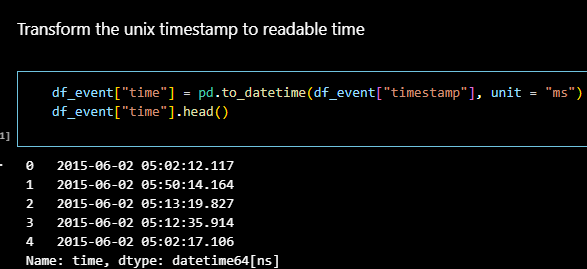 Transform the unix timestamp to readable time
df_event["time"] = pd.to_datetime(df_event["timestamp"], unit = "ms")
df_event["time"].head()
1]
0   2015-06-02 05:02:12.117
1   2015-06-02 05:50:14.164
2   2015-06-02 05:13:19.827
3   2015-06-02 05:12:35.914
4   2015-06-02 05:02:17.106
Name: time, dtype: datetime64[ns]